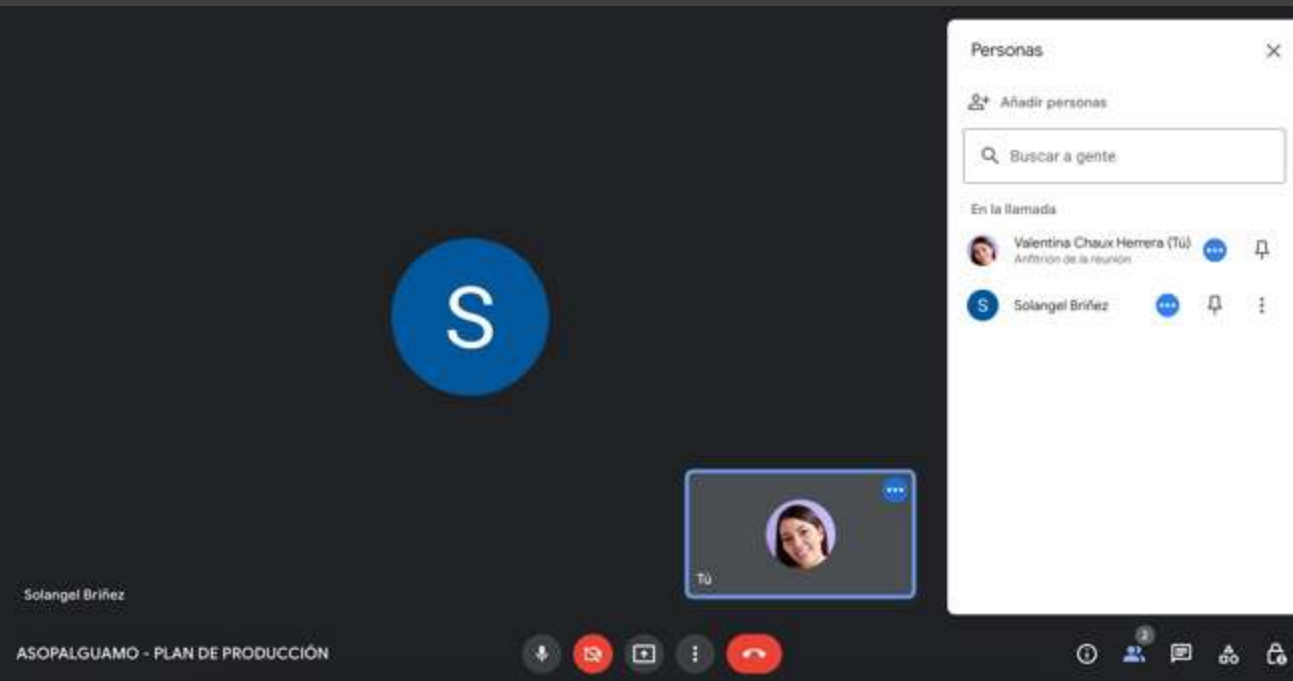 Personas
Añadir personas
Buscar a gente
En la llamada
Valentina Chaux Herrera (Tú)
Anfitrión de la reunión
S
Solangel Briñez
S
Tú
Solangel Briñez
ASOPALGUAMO - PLAN DE PRODUCCIÓN
2